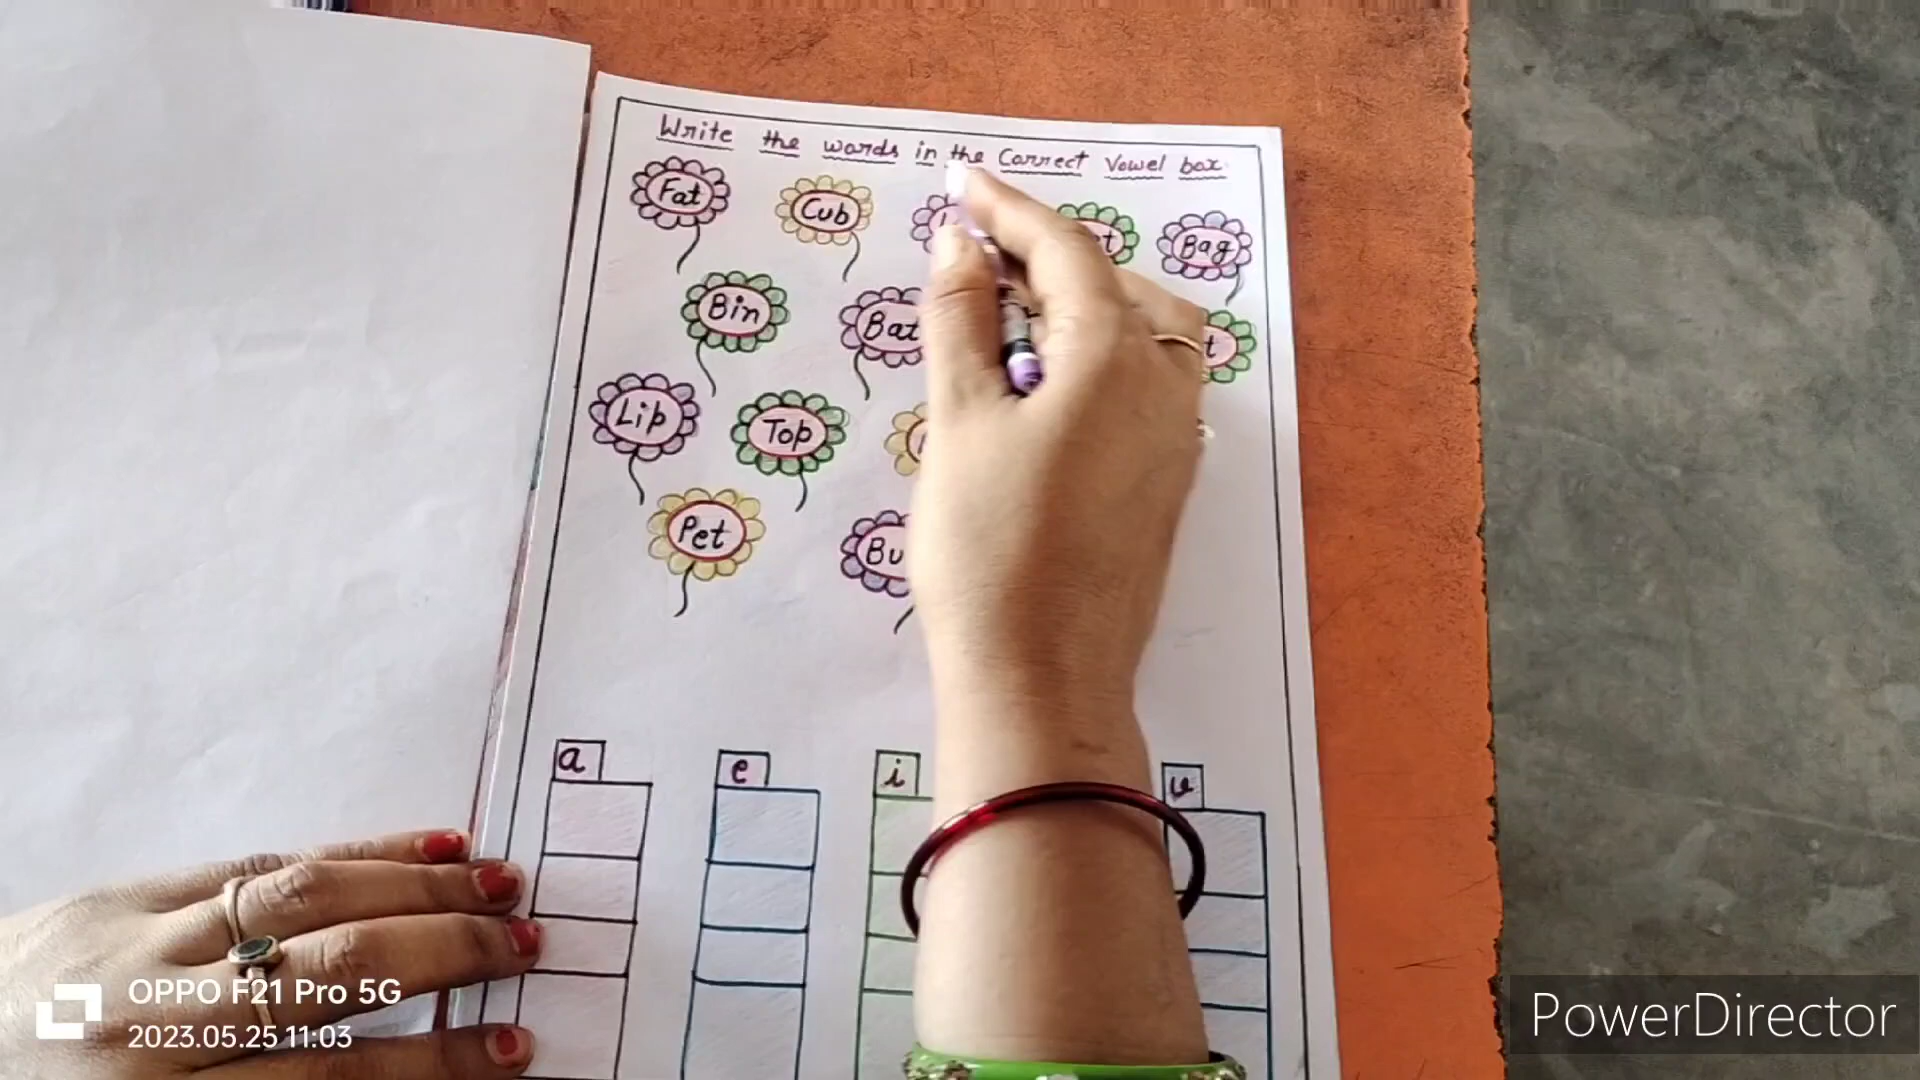 Write the words in the Correct Vowel box.
Fat
Cub
Bag
Bin
Bat
Lip
Top
Pet
a
e
i
u
OPPO F21 Pro 5G
2023.05.25 11:03
PowerDirector